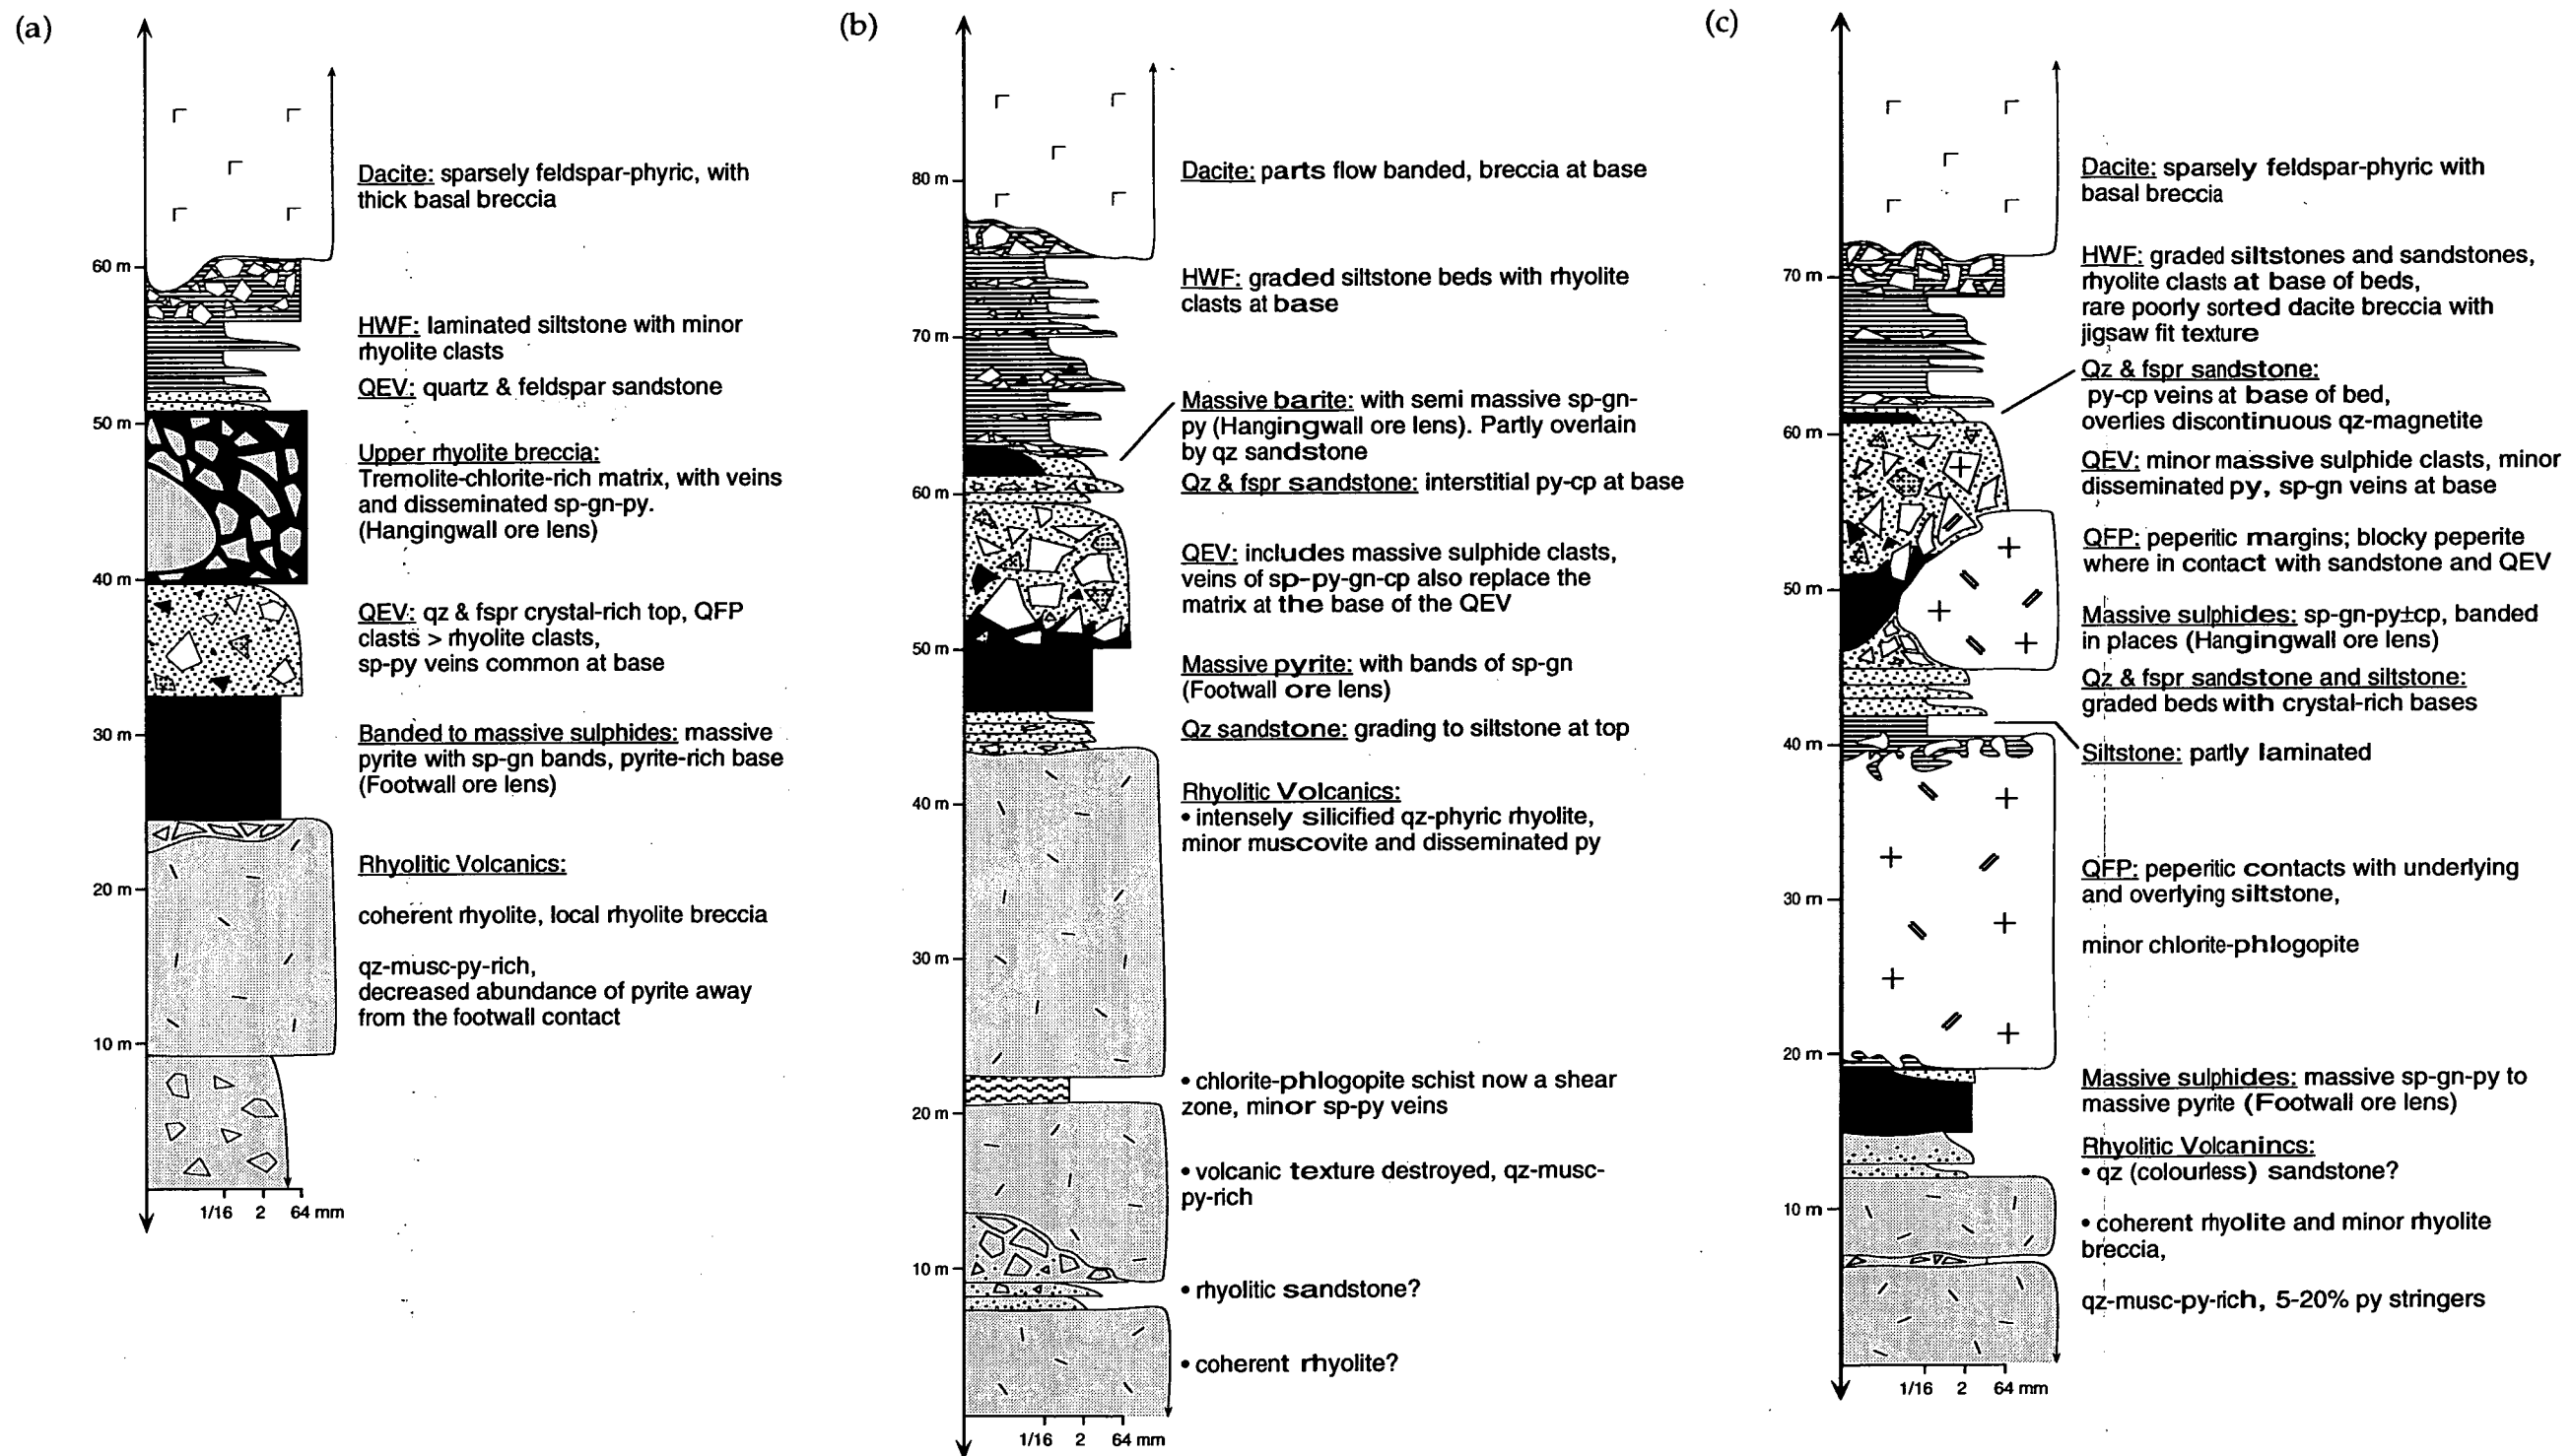 (a)
60 m
50 m
40 m
30 m
20 m
10 m
1/16 2 64 mm
Dacite: sparsely feldspar-phyric, with
thick basal breccia
HWF: laminated siltstone with minor
rhyolite clasts
QEV: quartz & feldspar sandstone
Upper rhyolite breccia:
Tremolite-chlorite-rich matrix, with veins
and disseminated sp-gn-py.
(Hangingwall ore lens)
QEV: qz & fspr crystal-rich top, QFP
clasts > rhyolite clasts,
sp-py veins common at base
Banded to massive sulphides: massive
pyrite with sp-gn bands, pyrite-rich base
(Footwall ore lens)
Rhyolitic Volcanics:
coherent rhyolite, local rhyolite breccia
qz-musc-py-rich,
decreased abundance of pyrite away
from the footwall contact
(b)
80 m
70 m
60 m
50 m
40 m
30 m
20 m
10 m
1/16 2 64 mm
Dacite: parts flow banded, breccia at base
HWF: graded siltstone beds with rhyolite
clasts at base
Massive barite: with semi massive sp-gn-
py (Hangingwall ore lens). Partly overlain
by qz sandstone
Qz & fspr sandstone: interstitial py-cp at base
QEV: includes massive sulphide clasts,
veins of sp-py-gn-cp also replace the
matrix at the base of the QEV
Massive pyrite: with bands of sp-gn
(Footwall ore lens)
Qz sandstone: grading to siltstone at top
Rhyolitic Volcanics:
• intensely silicified qz-phyric rhyolite,
minor muscovite and disseminated py
• chlorite-phlogopite schist now a shear
zone, minor sp-py veins
• volcanic texture destroyed, qz-musc-
py-rich
• rhyolitic sandstone?
• coherent rhyolite?
(c)
70 m
60 m
50 m
40 m
30 m
20 m
10 m
1/16 2 64 mm
Dacite: sparsely feldspar-phyric with
basal breccia
HWF: graded siltstones and sandstones,
rhyolite clasts at base of beds,
rare poorly sorted dacite breccia with
jigsaw fit texture
Qz & fspr sandstone:
py-cp veins at base of bed,
overlies discontinuous qz-magnetite
QEV: minor massive sulphide clasts, minor
disseminated py, sp-gn veins at base
QFP: peperitic margins; blocky peperite
where in contact with sandstone and QEV
Massive sulphides: sp-gn-py±cp, banded
in places (Hangingwall ore lens)
Qz & fspr sandstone and siltstone:
graded beds with crystal-rich bases
Siltstone: partly laminated
QFP: peperitic contacts with underlying
and overlying siltstone,
minor chlorite-phlogopite
Massive sulphides: massive sp-gn-py to
massive pyrite (Footwall ore lens)
Rhyolitic Volcanincs:
• qz (colourless) sandstone?
• coherent rhyolite and minor rhyolite
breccia,
qz-musc-py-rich, 5-20% py stringers